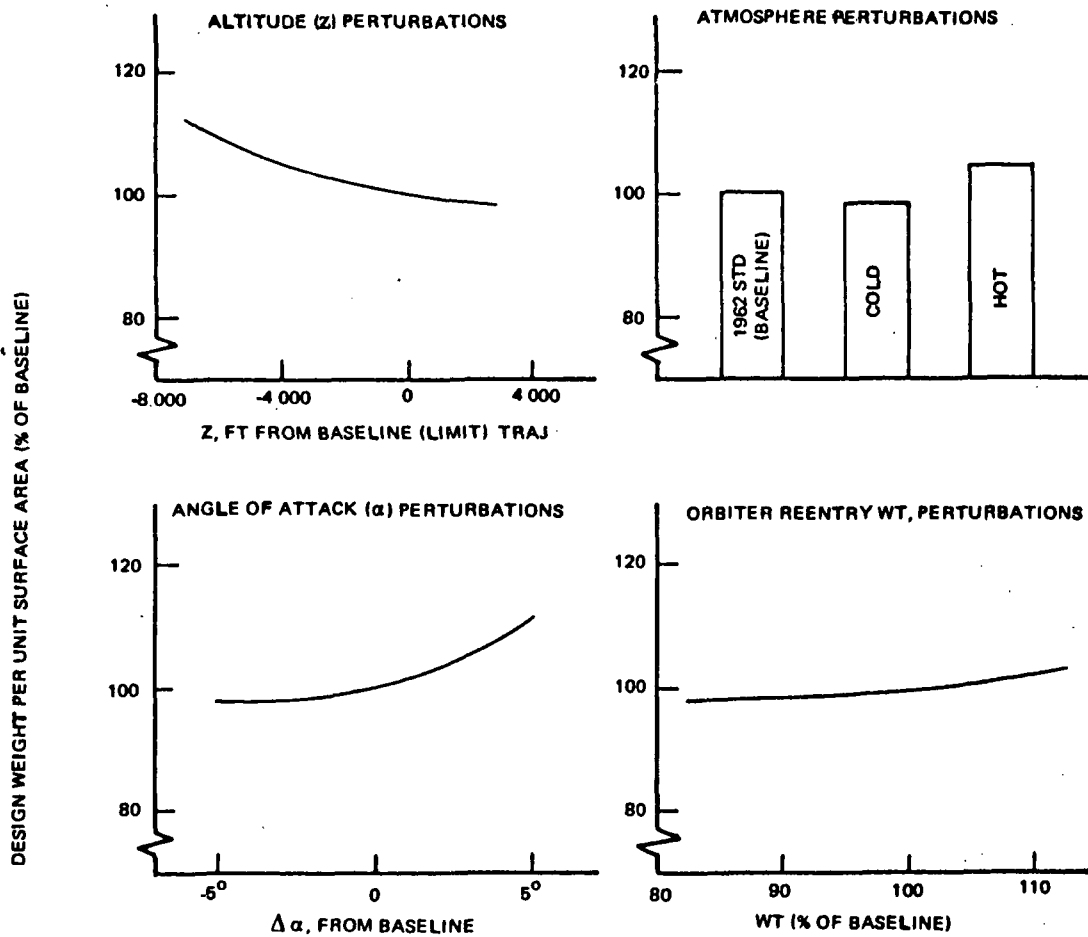 DESIGN WEIGHT PER UNIT SURFACE AREA (% OF BASELINE)
ALTITUDE (Z) PERTURBATIONS
120
100
80
-8.000 -4 000 0 4 000
Z, FT FROM BASELINE (LIMIT) TRAJ
ATMOSPHERE PERTURBATIONS
120
100
80
1962 STD
(BASELINE)
COLD
HOT
ANGLE OF ATTACK (α) PERTURBATIONS
120
100
80
-5° 0 5°
Δ α, FROM BASELINE
ORBITER REENTRY WT, PERTURBATIONS
120
100
80
80 90 100 110
WT (% OF BASELINE)